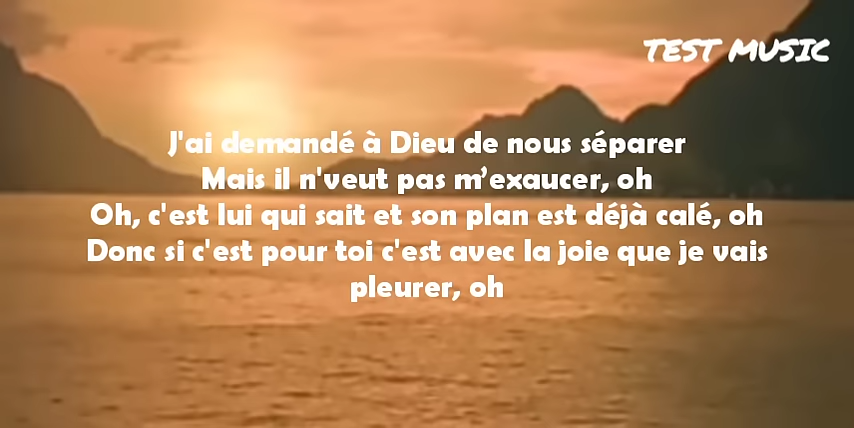 TEST MUSIC
J'ai demandé à Dieu de nous séparer
Mais il n'veut pas m’exaucer, oh
Oh, c'est lui qui sait et son plan est déjà calé, oh
Donc si c'est pour toi c'est avec la joie que je vais
pleurer, oh